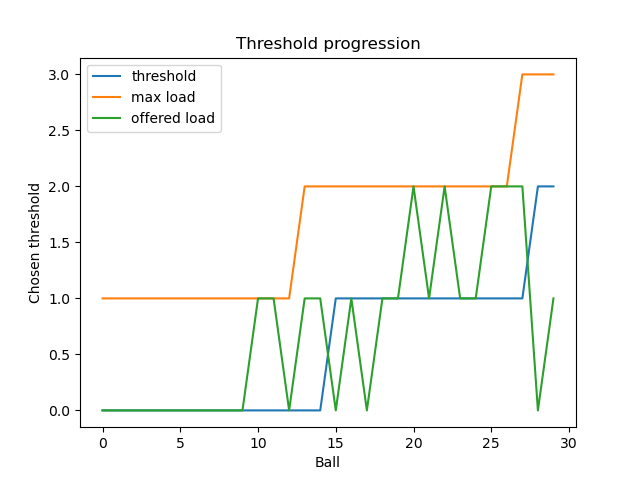 Threshold progression
threshold
max load
offered load
3.0
2.5
2.0
1.5
1.0
0.5
0.0
Chosen threshold
0
5
10
15
20
25
30
Ball